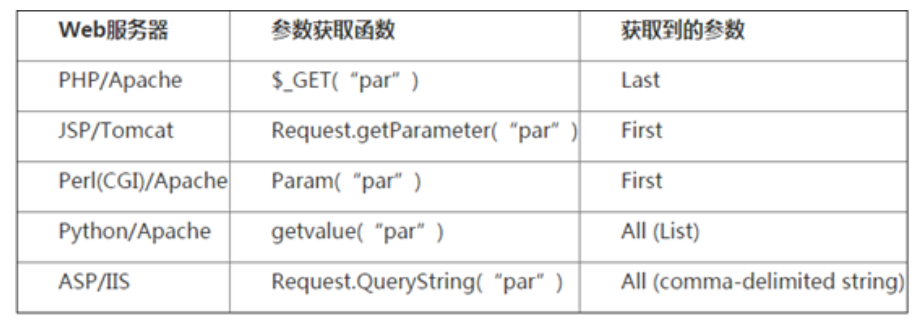 Web服务器 参数获取函数 获取到的参数
PHP/Apache $_GET(“par”) Last
JSP/Tomcat Request.getParameter(“par”) First
Perl(CGI)/Apache Param(“par”) First
Python/Apache getvalue(“par”) All (List)
ASP/IIS Request.QueryString(“par”) All (comma-delimited string)